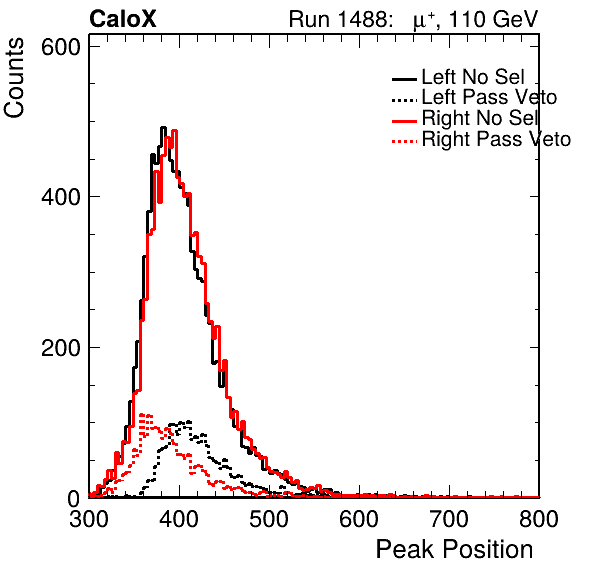 CaloX Run 1488: μ⁺, 110 GeV
Counts
600
400
200
0
Left No Sel
Left Pass Veto
Right No Sel
Right Pass Veto
300 400 500 600 700 800
Peak Position